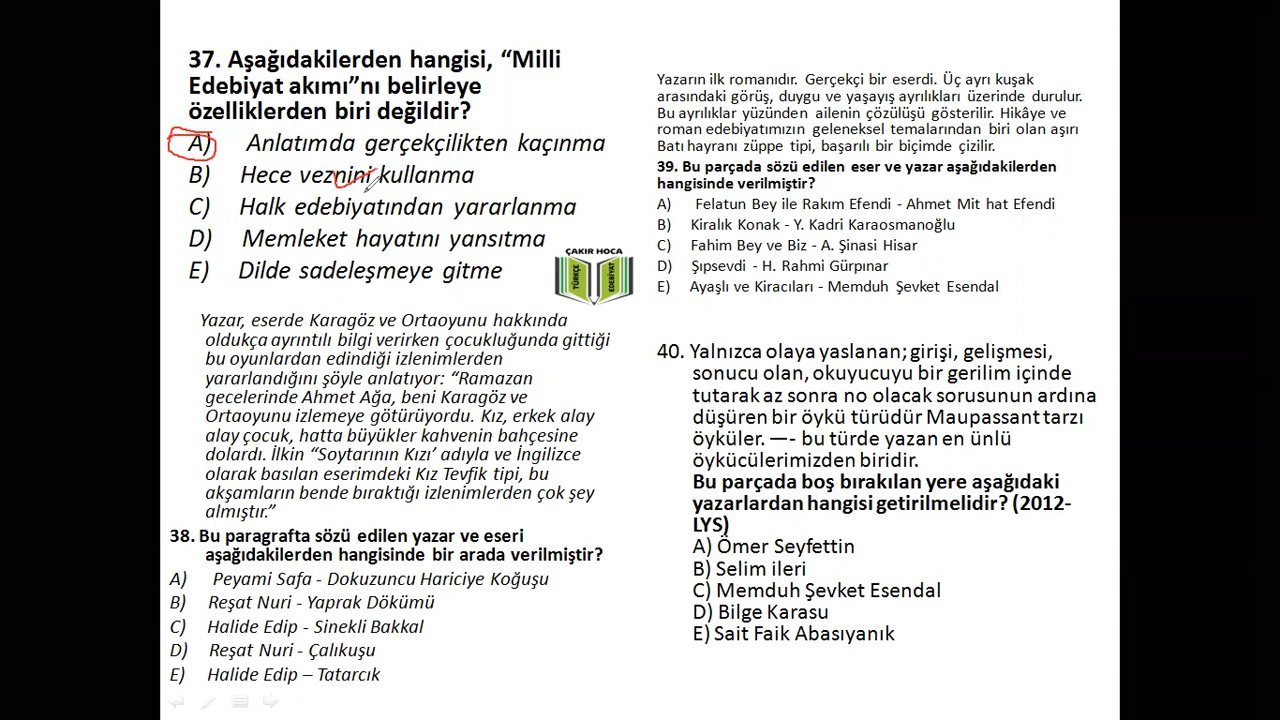 37. Aşağıdakilerden hangisi, “Milli
Edebiyat akımı”nı belirleye
özelliklerden biri değildir?
A) Anlatımda gerçekçilikten kaçınma
B) Hece veznini kullanma
C) Halk edebiyatından yararlanma
D) Memleket hayatını yansıtma
E) Dilde sadeleşmeye gitme
ÇAKIR HOCA
TÜRKÇE
EDEBİYAT
Yazar, eserde Karagöz ve Ortaoyunu hakkında
oldukça ayrıntılı bilgi verirken çocukluğunda gittiği
bu oyunlardan edindiği izlenimlerden
yararlandığını şöyle anlatıyor: “Ramazan
gecelerinde Ahmet Ağa, beni Karagöz ve
Ortaoyunu izlemeye götürüyordu. Kız, erkek alay
alay çocuk, hatta büyükler kahvenin bahçesine
dolardı. İlkin “Soytarının Kızı’ adıyla ve İngilizce
olarak basılan eserimdeki Kız Tevfik tipi, bu
akşamların bende bıraktığı izlenimlerden çok şey
almıştır.”
38. Bu paragrafta sözü edilen yazar ve eseri
aşağıdakilerden hangisinde bir arada verilmiştir?
A) Peyami Safa - Dokuzuncu Hariciye Koğuşu
B) Reşat Nuri - Yaprak Dökümü
C) Halide Edip - Sinekli Bakkal
D) Reşat Nuri - Çalıkuşu
E) Halide Edip – Tatarcık
Yazarın ilk romanıdır. Gerçekçi bir eserdi. Üç ayrı kuşak
arasındaki görüş, duygu ve yaşayış ayrılıkları üzerinde durulur.
Bu ayrılıklar yüzünden ailenin çözülüşü gösterilir. Hikâye ve
roman edebiyatımızın geleneksel temalarından biri olan aşırı
Batı hayranı züppe tipi, başarılı bir biçimde çizilir.
39. Bu parçada sözü edilen eser ve yazar aşağıdakilerden
hangisinde verilmiştir?
A) Felatun Bey ile Rakım Efendi - Ahmet Mit hat Efendi
B) Kiralık Konak - Y. Kadri Karaosmanoğlu
C) Fahim Bey ve Biz - A. Şinasi Hisar
D) Şıpsevdi - H. Rahmi Gürpınar
E) Ayaşlı ve Kiracıları - Memduh Şevket Esendal
40. Yalnızca olaya yaslanan; girişi, gelişmesi,
sonucu olan, okuyucuyu bir gerilim içinde
tutarak az sonra no olacak sorusunun ardına
düşüren bir öykü türüdür Maupassant tarzı
öyküler. —- bu türde yazan en ünlü
öykücülerimizden biridir.
Bu parçada boş bırakılan yere aşağıdaki
yazarlardan hangisi getirilmelidir? (2012-
LYS)
A) Ömer Seyfettin
B) Selim ileri
C) Memduh Şevket Esendal
D) Bilge Karasu
E) Sait Faik Abasıyanık